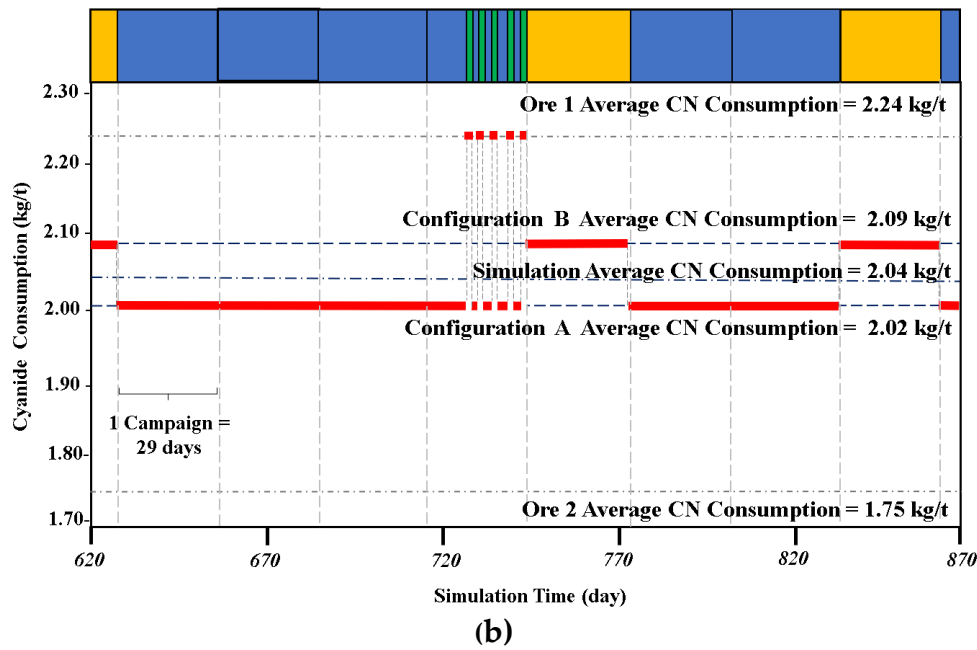 2.30
Ore 1 Average CN Consumption = 2.24 kg/t
2.20
Configuration B Average CN Consumption = 2.09 kg/t
2.10
Simulation Average CN Consumption = 2.04 kg/t
2.00
Configuration A Average CN Consumption = 2.02 kg/t
1.90
1 Campaign =
29 days
1.80
Ore 2 Average CN Consumption = 1.75 kg/t
1.70
Cyanide Consumption (kg/t)
620 670 720 770 820 870
Simulation Time (day)
(b)